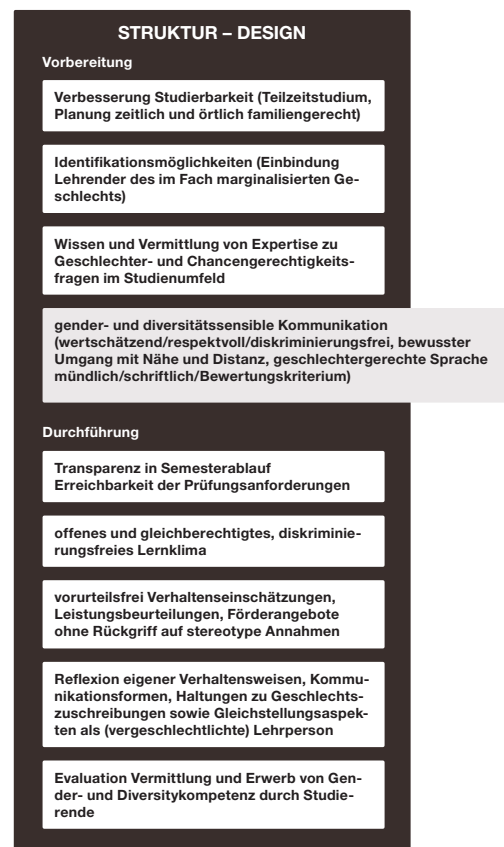 STRUKTUR – DESIGN
Vorbereitung
Verbesserung Studierbarkeit (Teilzeitstudium,
Planung zeitlich und örtlich familiengerecht)
Identifikationsmöglichkeiten (Einbindung
Lehrender des im Fach marginalisierten Ge-
schlechts)
Wissen und Vermittlung von Expertise zu
Geschlechter- und Chancengerechtigkeits-
fragen im Studienumfeld
gender- und diversitätssensible Kommunikation
(wertschätzend/respektvoll/diskriminierungsfrei, bewusster
Umgang mit Nähe und Distanz, geschlechtergerechte Sprache
mündlich/schriftlich/Bewertungskriterium)
Durchführung
Transparenz in Semesterablauf
Erreichbarkeit der Prüfungsanforderungen
offenes und gleichberechtigtes, diskriminie-
rungsfreies Lernklima
vorurteilsfrei Verhaltenseinschätzungen,
Leistungsbeurteilungen, Förderangebote
ohne Rückgriff auf stereotype Annahmen
Reflexion eigener Verhaltensweisen, Kommu-
nikationsformen, Haltungen zu Geschlechts-
zuschreibungen sowie Gleichstellungsaspek-
ten als (vergeschlechtlichte) Lehrperson
Evaluation Vermittlung und Erwerb von Gen-
der- und Diversitykompetenz durch Studie-
rende